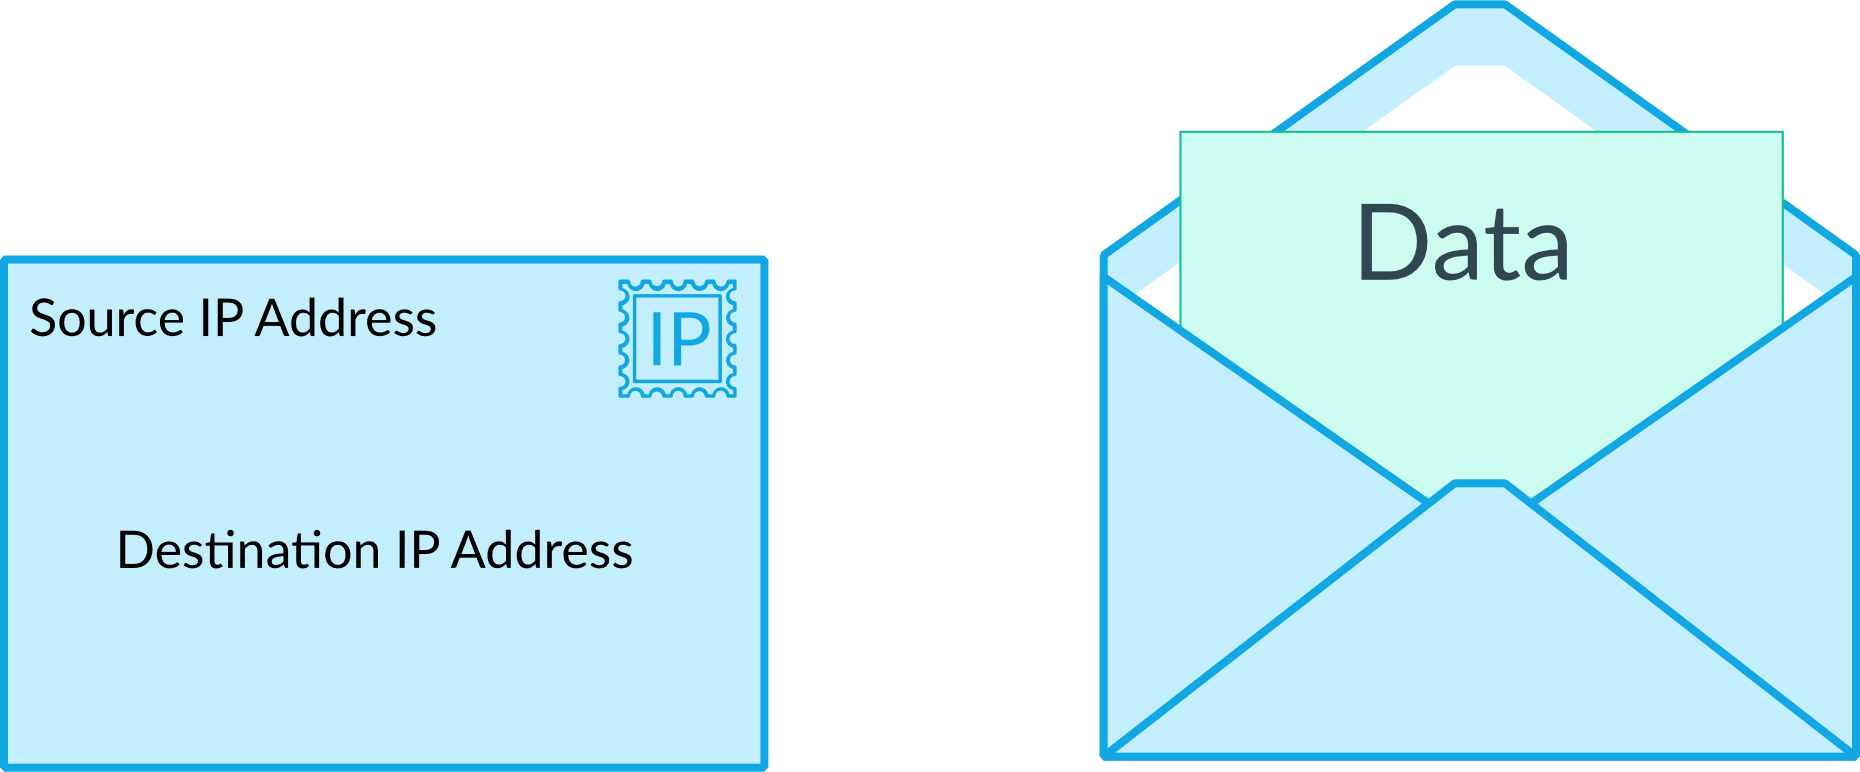 Source IP Address
IP
Destination IP Address
Data